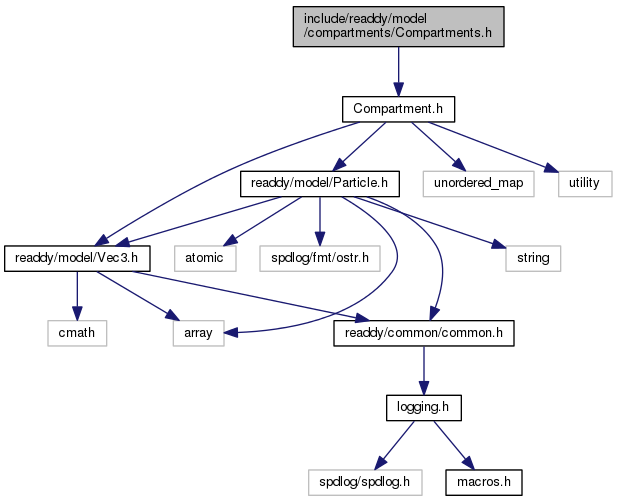 include/readdy/model
/compartments/Compartments.h
Compartment.h
readdy/model/Particle.h
unordered_map
utility
readdy/model/Vec3.h
atomic
spdlog/fmt/ostr.h
string
cmath
array
readdy/common/common.h
logging.h
spdlog/spdlog.h
macros.h